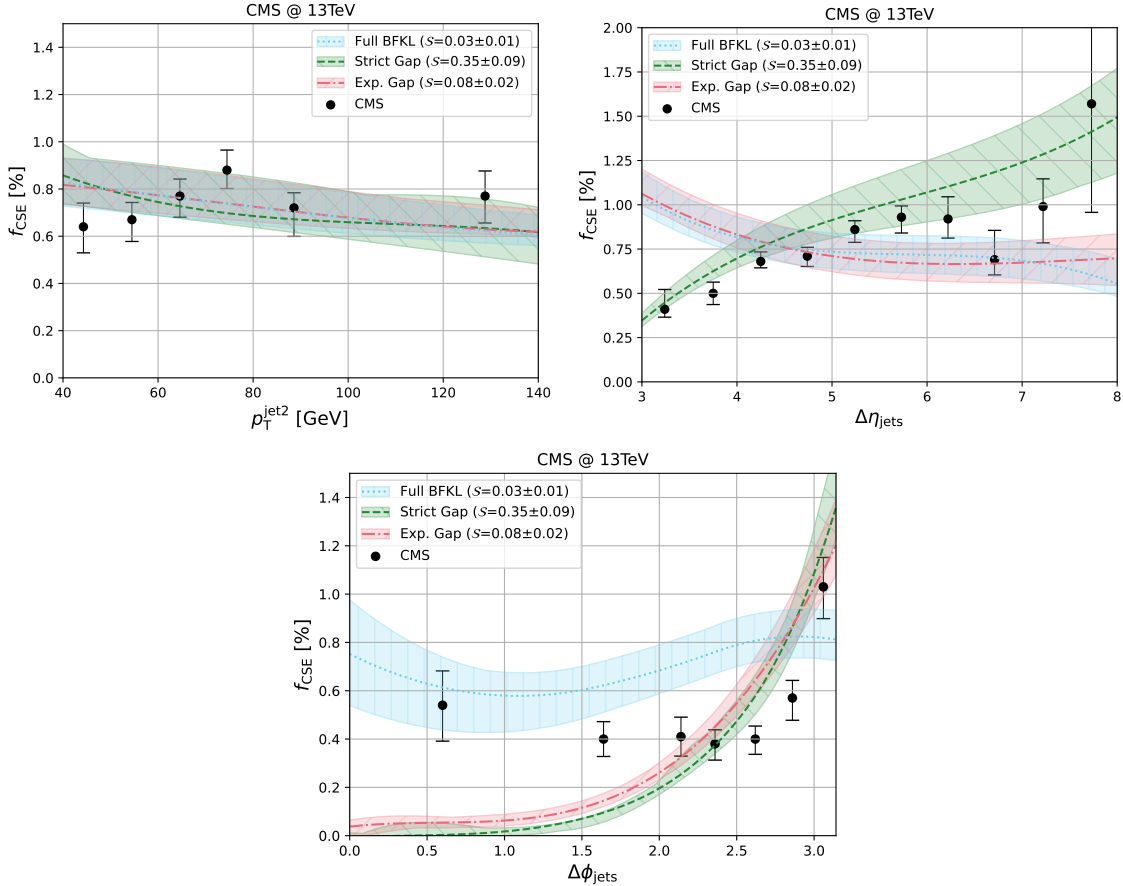 CMS @ 13TeV
1.4
1.2
1.0
0.8
0.6
0.4
0.2
0.0
f_CSE [%]
Full BFKL (𝒮=0.03±0.01)
Strict Gap (𝒮=0.35±0.09)
Exp. Gap (𝒮=0.08±0.02)
CMS
40 60 80 100 120 140
p_T^jet2 [GeV]
CMS @ 13TeV
2.00
1.75
1.50
1.25
1.00
0.75
0.50
0.25
0.00
f_CSE [%]
Full BFKL (𝒮=0.03±0.01)
Strict Gap (𝒮=0.35±0.09)
Exp. Gap (𝒮=0.08±0.02)
CMS
3 4 5 6 7 8
Δη_jets
CMS @ 13TeV
1.4
1.2
1.0
0.8
0.6
0.4
0.2
0.0
f_CSE [%]
Full BFKL (𝒮=0.03±0.01)
Strict Gap (𝒮=0.35±0.09)
Exp. Gap (𝒮=0.08±0.02)
CMS
0.0 0.5 1.0 1.5 2.0 2.5 3.0
Δϕ_jets